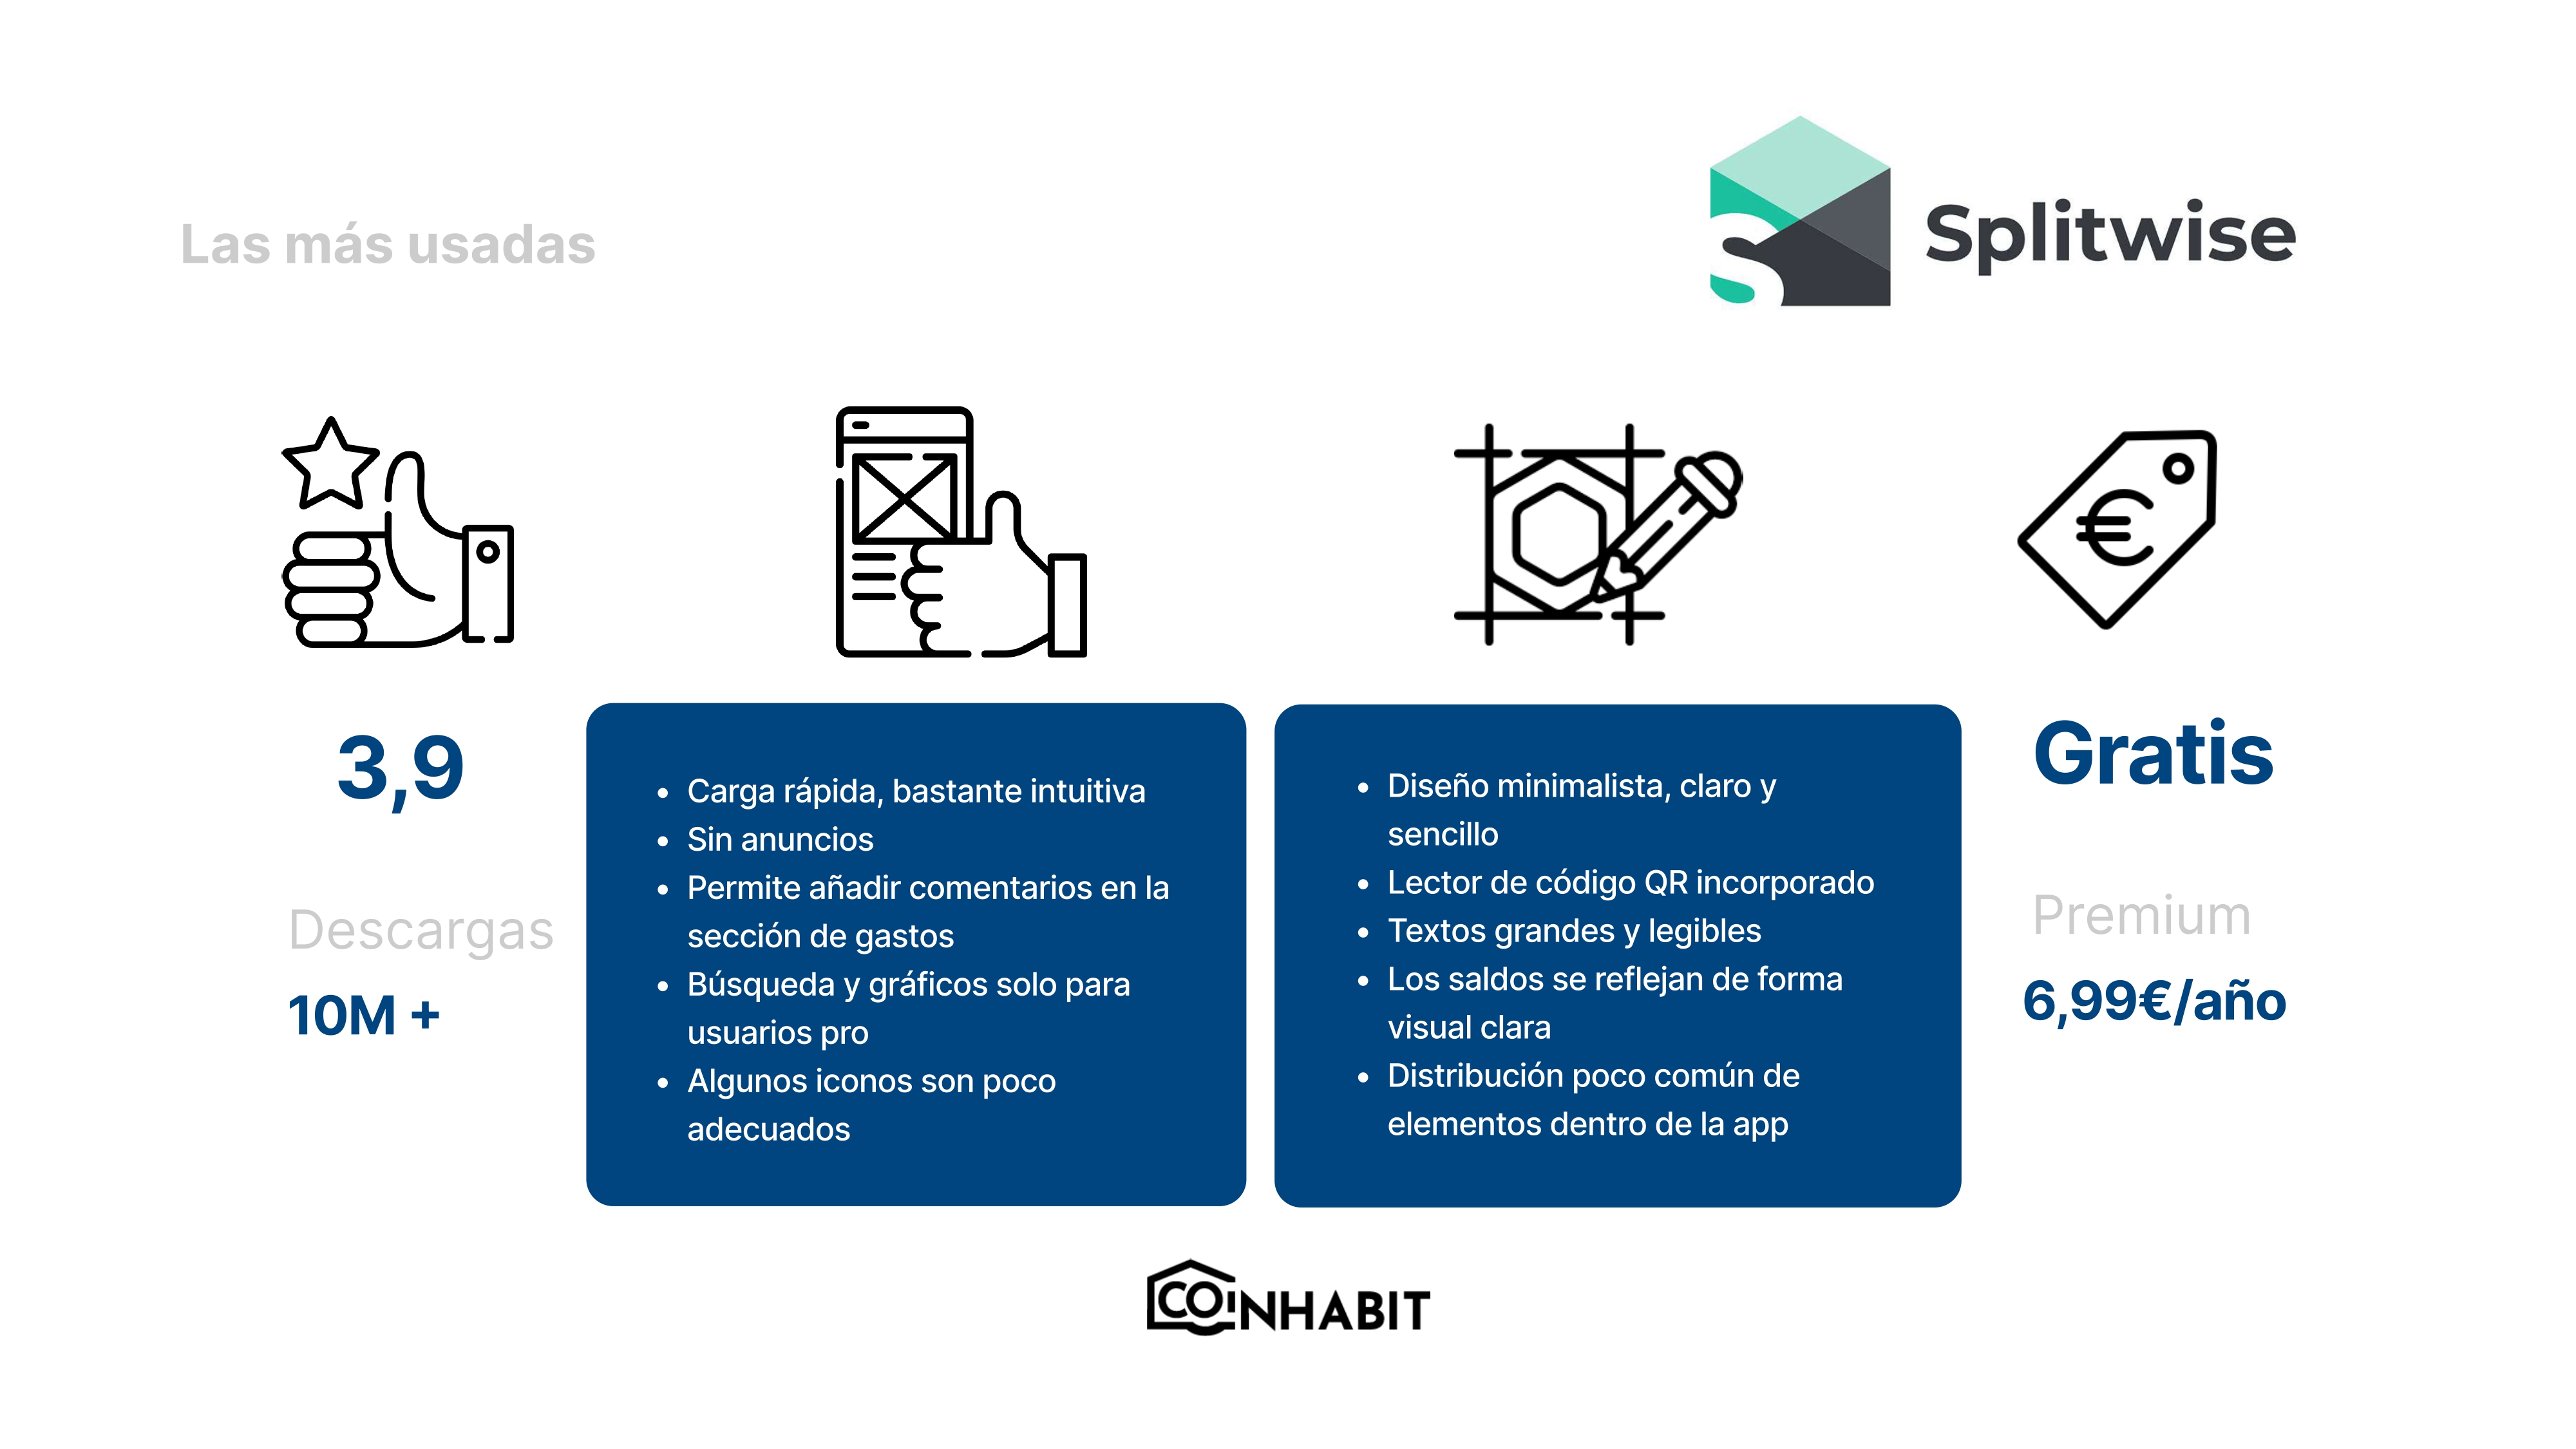 Las más usadas
Splitwise
3,9
Descargas
10M +
• Carga rápida, bastante intuitiva
• Sin anuncios
• Permite añadir comentarios en la
sección de gastos
• Búsqueda y gráficos solo para
usuarios pro
• Algunos iconos son poco
adecuados
• Diseño minimalista, claro y
sencillo
• Lector de código QR incorporado
• Textos grandes y legibles
• Los saldos se reflejan de forma
visual clara
• Distribución poco común de
elementos dentro de la app
Gratis
Premium
6,99€/año
COINHABIT